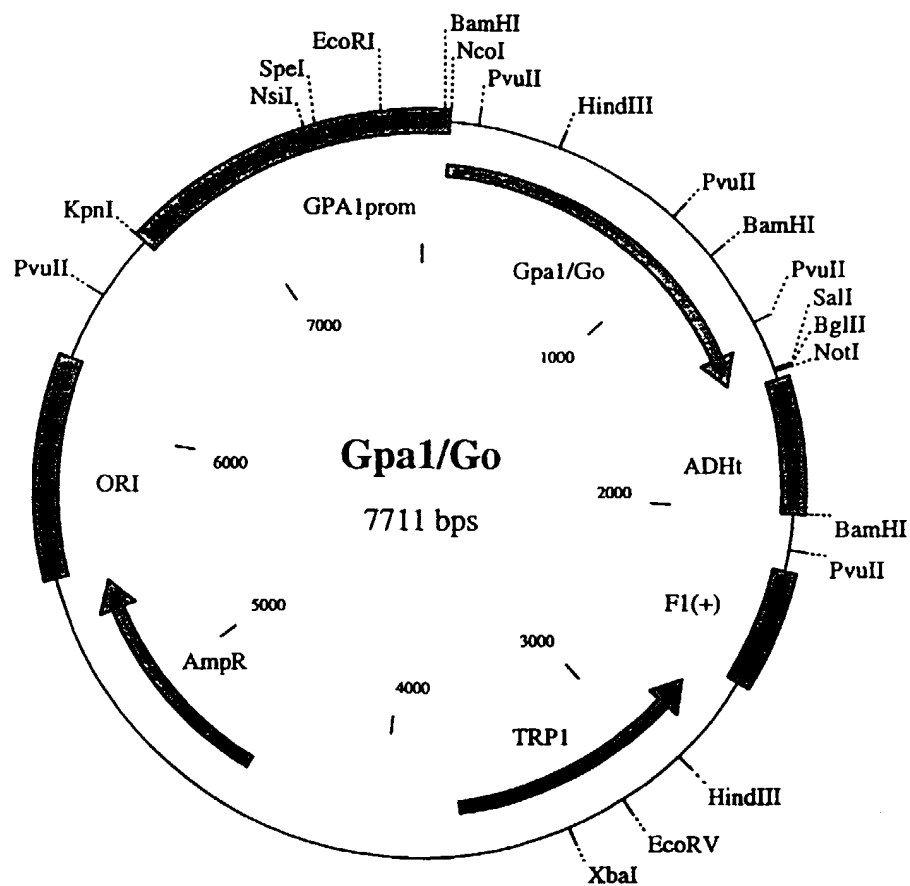 BamHI
EcoRI
NcoI
SpeI
PvuII
NsiI
HindIII
KpnI
GPA1prom
PvuII
BamHI
PvuII
Gpa1/Go
PvuII
SalI
BglII
NotI
7000
1000
Gpa1/Go
7711 bps
6000
ORI
2000
ADHt
BamHI
PvuII
5000
F1(+)
AmpR
3000
4000
TRP1
HindIII
EcoRV
XbaI